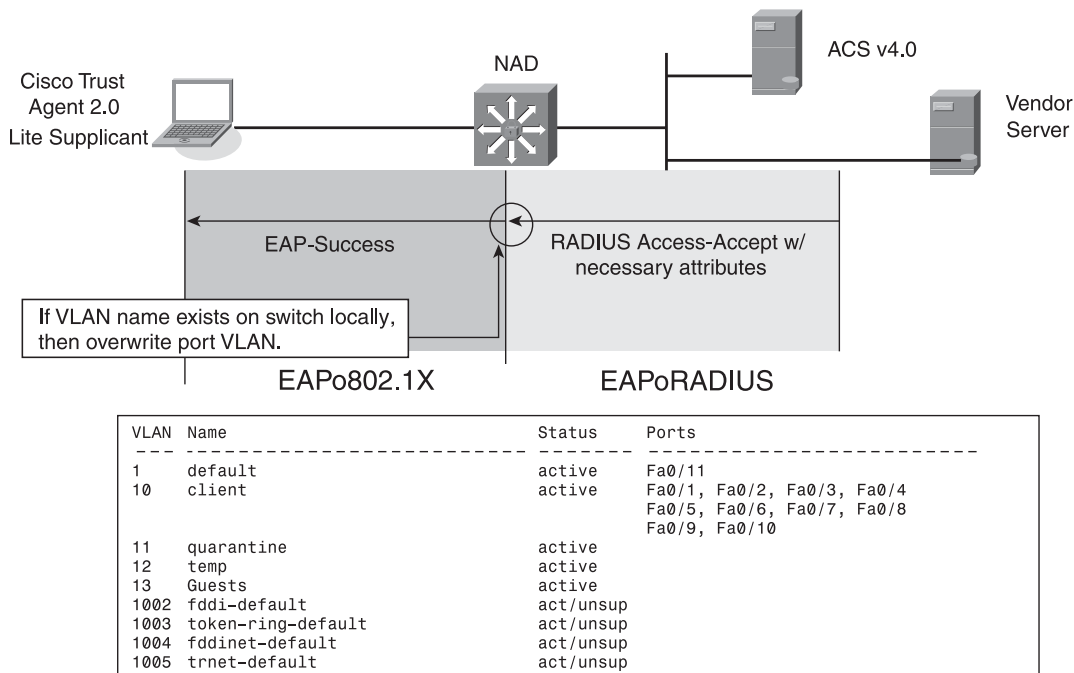 NAD
ACS v4.0
Cisco Trust
Agent 2.0
Lite Supplicant
Vendor
Server
EAP-Success
RADIUS Access-Accept w/
necessary attributes
If VLAN name exists on switch locally,
then overwrite port VLAN.
EAPo802.1X
EAPoRADIUS
VLAN Name Status Ports
---- -------------------------- ------- --------------------------
1 default active Fa0/11
10 client active Fa0/1, Fa0/2, Fa0/3, Fa0/4
Fa0/5, Fa0/6, Fa0/7, Fa0/8
Fa0/9, Fa0/10
11 quarantine active
12 temp active
13 Guests active
1002 fddi-default act/unsup
1003 token-ring-default act/unsup
1004 fddinet-default act/unsup
1005 trnet-default act/unsup